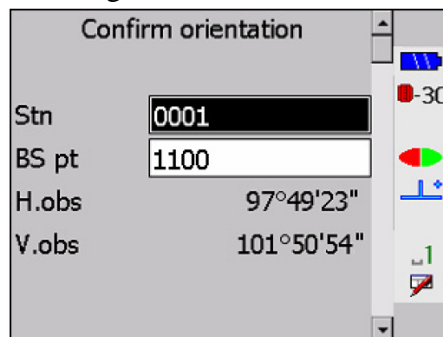 Confirm orientation
Stn 0001
BS pt 1100
H.obs 97°49'23"
V.obs 101°50'54"
-30
1